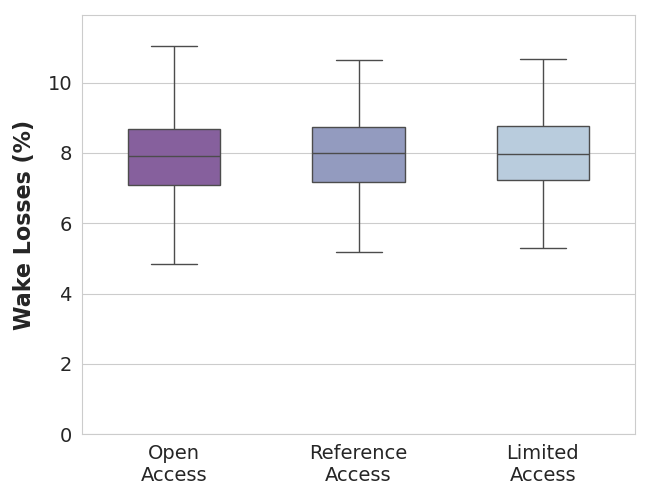 Wake Losses (%)
10
8
6
4
2
0
Open
Access
Reference
Access
Limited
Access